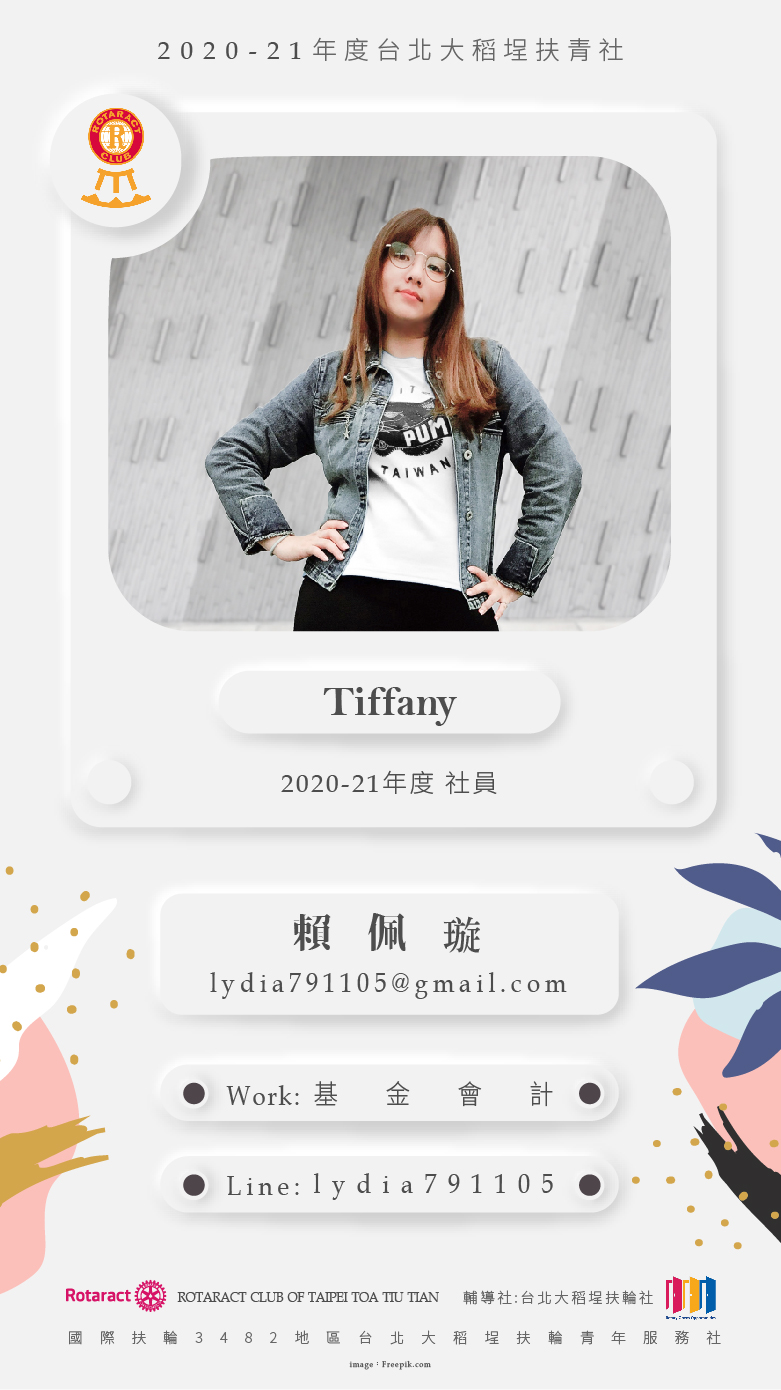 2020-21年度台北大稻埕扶青社
ROTARACT
R
CLUB
PUM
TAIWAN
Tiffany
2020-21年度 社員
賴 佩 璇
lydia791105@gmail.com
Work: 基 金 會 計
Line: lydia791105
Rotaract ROTARACT CLUB OF TAIPEI TOA TIU TIAN 輔導社:台北大稻埕扶輪社
Rotary Opens Opportunities
國際扶輪3482地區台北大稻埕扶輪青年服務社
image : Freepik.com